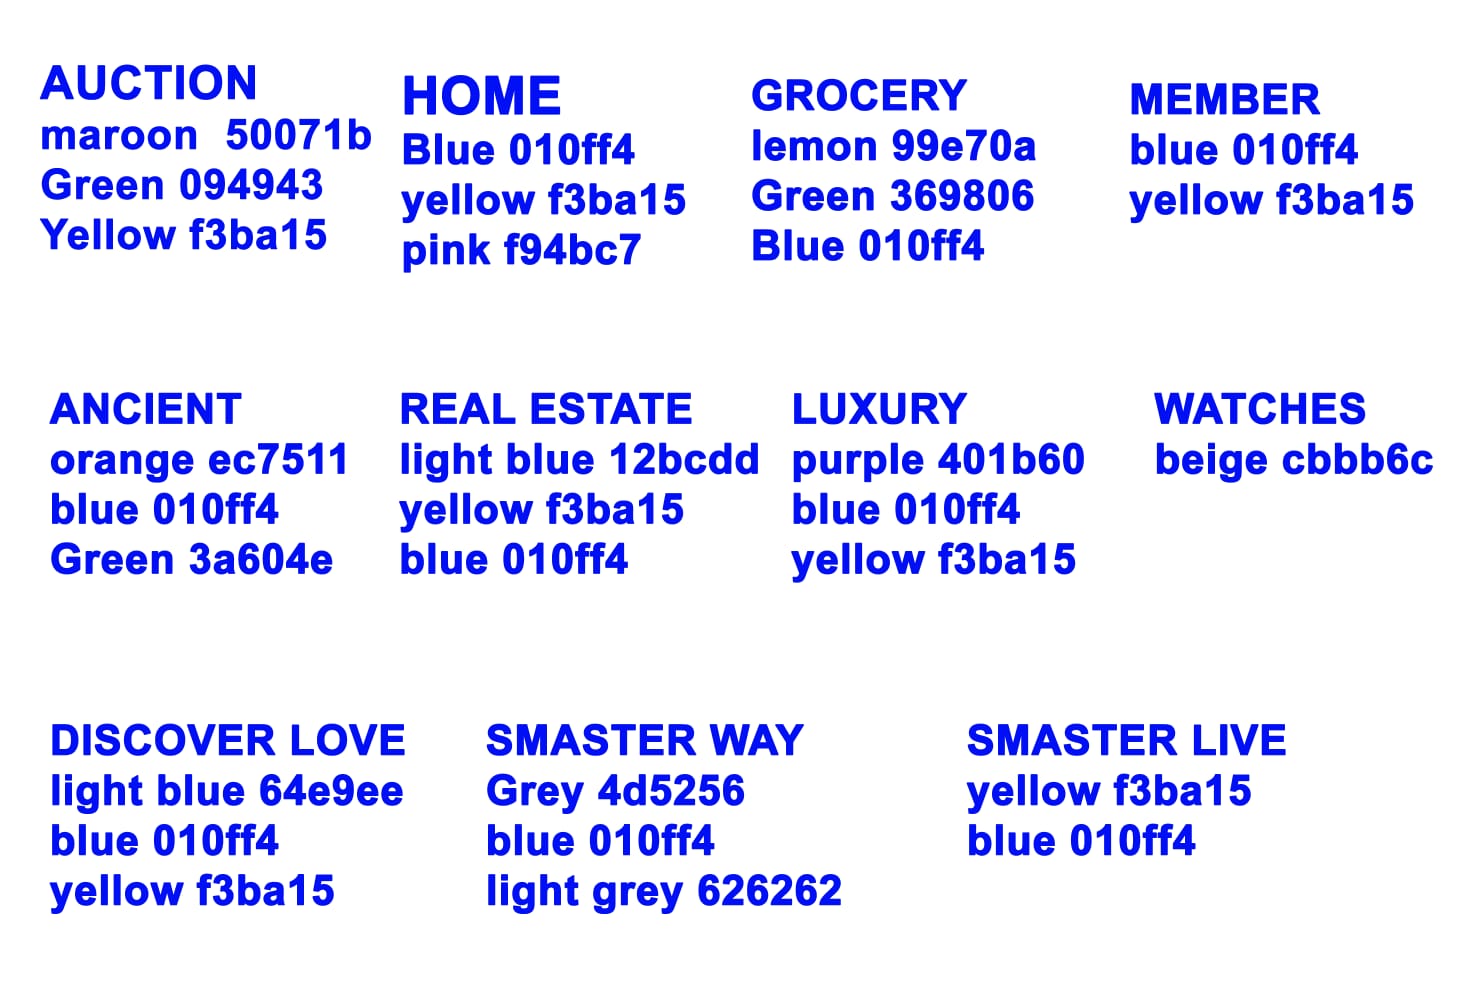 AUCTION
maroon  50071b
Green 094943
Yellow f3ba15
HOME
Blue 010ff4
yellow f3ba15
pink f94bc7
GROCERY
lemon 99e70a
Green 369806
Blue 010ff4
MEMBER
blue 010ff4
yellow f3ba15
ANCIENT
orange ec7511
blue 010ff4
Green 3a604e
REAL ESTATE
light blue 12bcdd
yellow f3ba15
blue 010ff4
LUXURY
purple 401b60
blue 010ff4
yellow f3ba15
WATCHES
beige cbbb6c
DISCOVER LOVE
light blue 64e9ee
blue 010ff4
yellow f3ba15
SMASTER WAY
Grey 4d5256
blue 010ff4
light grey 626262
SMASTER LIVE
yellow f3ba15
blue 010ff4